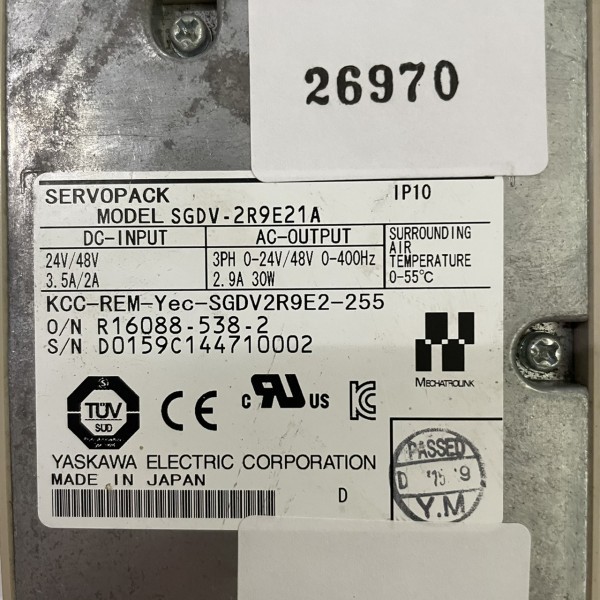 26970
SERVOPACK IP10
MODEL SGDV-2R9E21A
DC-INPUT AC-OUTPUT SURROUNDING
AIR
TEMPERATURE
0-55℃
24V/48V 3PH 0-24V/48V 0-400Hz
3.5A/2A 2.9A 30W
KCC-REM-Yec-SGDV2R9E2-255
O/N R16088-538-2
S/N D0159C144710002
MECHATROLINK
TÜV
SÜD
CE
c UR US
KC
YASKAWA ELECTRIC CORPORATION
MADE IN JAPAN
D
PASSED
D
Y.M